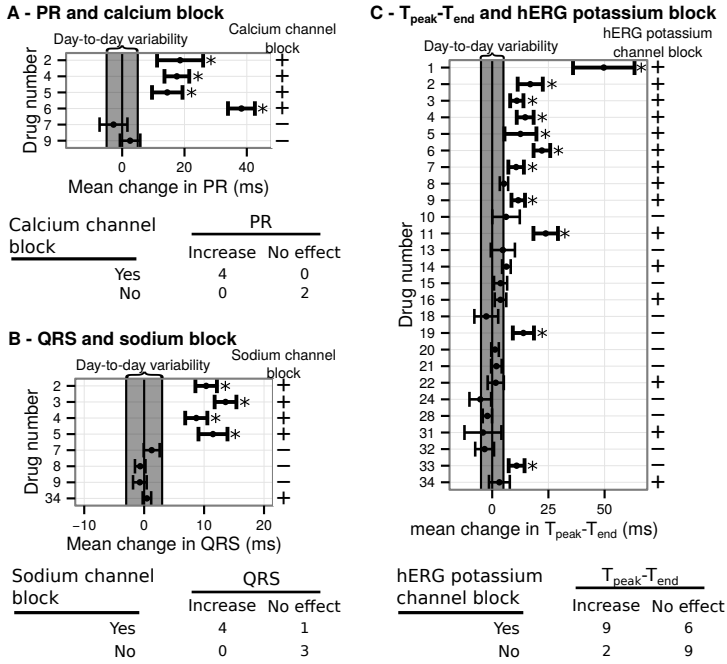 A - PR and calcium block
Calcium channel
block
Day-to-day variability
Drug number
2 * +
4 * +
5 * +
6 * +
7 −
9 −
0 20 40
Mean change in PR (ms)
Calcium channel
block
PR
Increase No effect
Yes 4 0
No 0 2
B - QRS and sodium block
Sodium channel
block
Day-to-day variability
Drug number
2 * +
3 * +
4 * +
5 * +
7 −
8 −
9 −
34 +
−10 0 10 20
Mean change in QRS (ms)
Sodium channel
block
QRS
Increase No effect
Yes 4 1
No 0 3
C - Tpeak-Tend and hERG potassium block
hERG potassium
channel block
Day-to-day variability
Drug number
1 * +
2 * +
3 * +
4 * +
5 * +
6 * +
7 * +
8 +
9 * +
10 −
11 * +
13 −
14 +
15 −
16 +
18 −
19 * −
20 −
21 −
22 +
24 −
28 −
31 +
32 −
33 * −
34 +
0 25 50
mean change in Tpeak-Tend (ms)
hERG potassium
channel block
Tpeak-Tend
Increase No effect
Yes 9 6
No 2 9